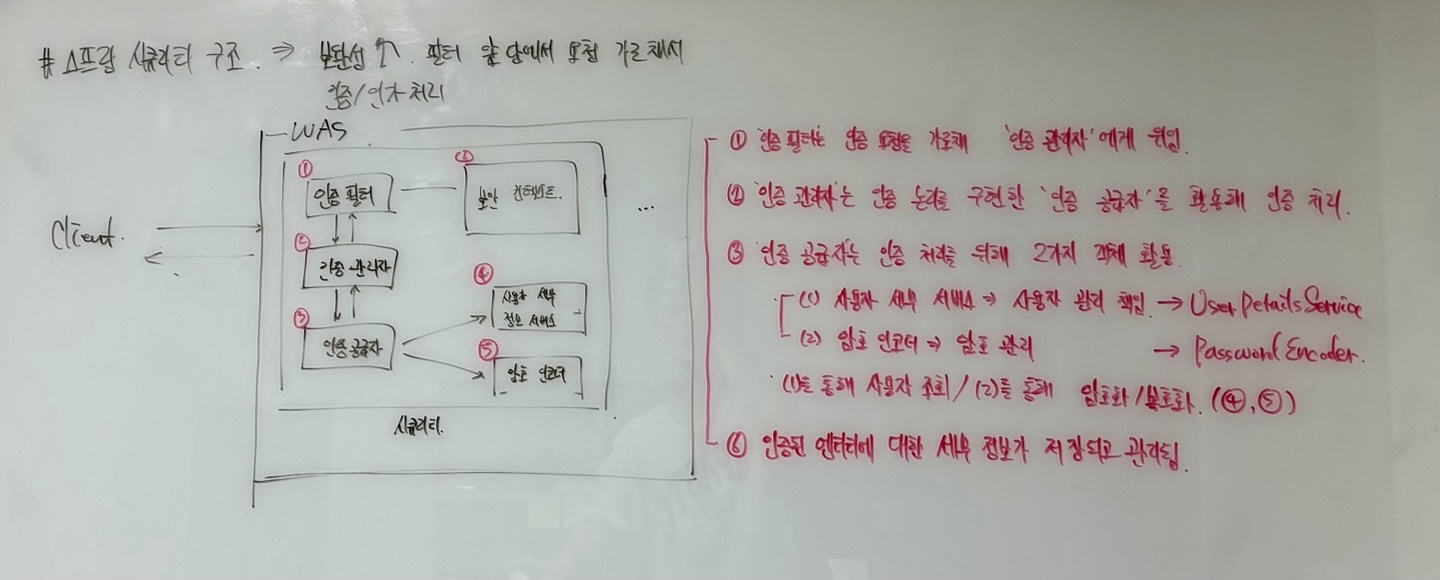 # 스프링 시큐리티 구조. ⇒ 보안성↑. 필터 앞 단에서 요청 가로채서
인증/인가 처리
WAS
Client.
① 인증 필터
⑥ 보안 컨텍스트.
...
② 인증 관리자
③ 인증 공급자
④ 사용자 세부
정보 서비스
⑤ 암호 인코더
시큐리티.
① '인증 필터'는 인증 요청을 가로채 '인증 관리자'에게 위임.
② '인증 관리자'는 인증 논리를 구현한 '인증 공급자'를 활용해 인증 처리.
③ '인증 공급자'는 인증 처리를 위해 2가지 객체 활용.
(1) 사용자 세부 서비스 ⇒ 사용자 관리 책임. → UserDetailsService
(2) 암호 인코더 ⇒ 암호 관리 → PasswordEncoder.
(1)을 통해 사용자 조회 / (2)를 통해 암호화/복호화. (④,⑤)
⑥ 인증된 엔터티에 대한 세부 정보가 저장되고 관리됨.